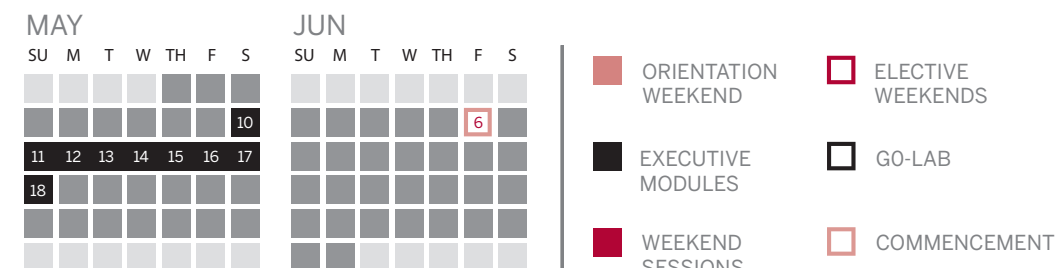 MAY
SU M T W TH F S
10
11 12 13 14 15 16 17
18
JUN
SU M T W TH F S
6
ORIENTATION
WEEKEND
EXECUTIVE
MODULES
WEEKEND
SESSIONS
ELECTIVE
WEEKENDS
GO-LAB
COMMENCEMENT